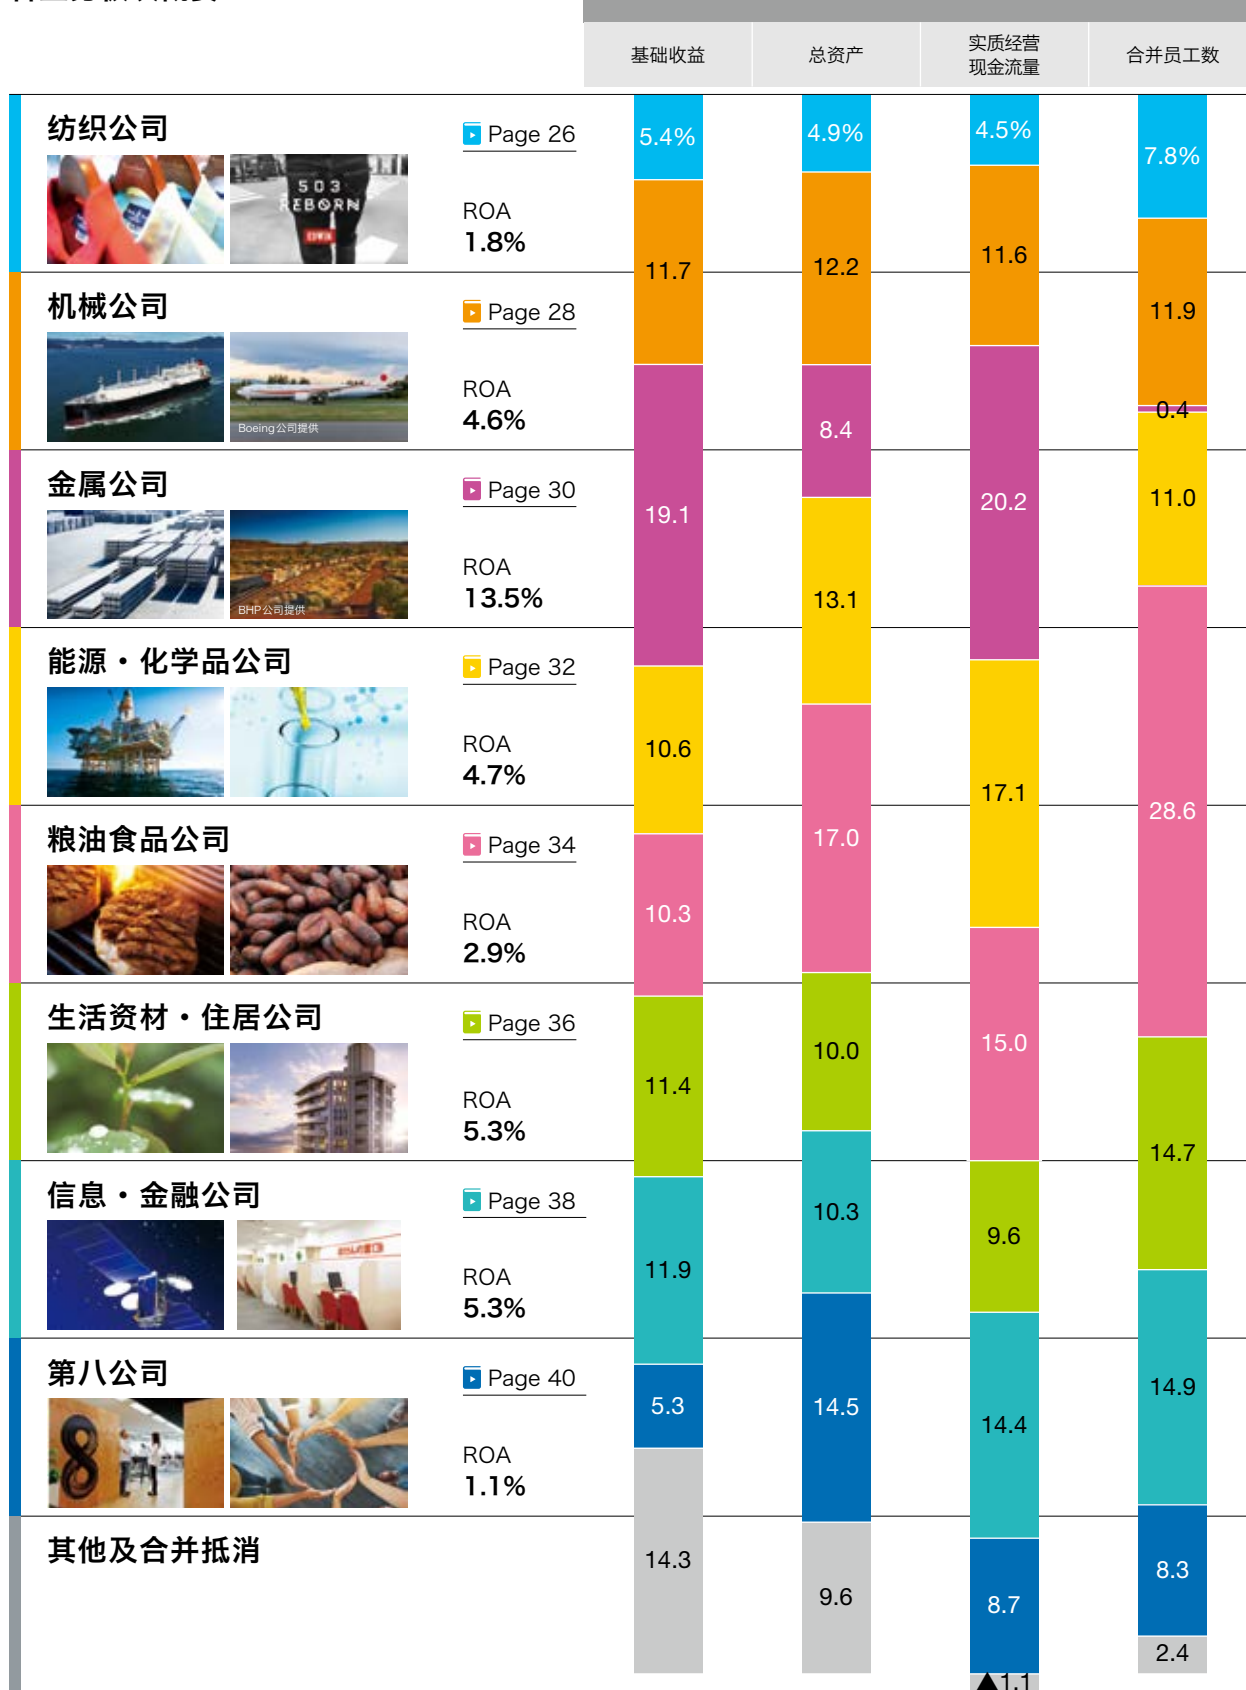 基础收益
总资产
实质经营
现金流量
合并员工数
纺织公司
Page 26
503
REBORN
EDWIN
ROA
1.8%
机械公司
Page 28
Boeing公司提供
ROA
4.6%
金属公司
Page 30
BHP公司提供
ROA
13.5%
能源・化学品公司
Page 32
ROA
4.7%
粮油食品公司
Page 34
ROA
2.9%
生活资材・住居公司
Page 36
ROA
5.3%
信息・金融公司
Page 38
ROA
5.3%
第八公司
Page 40
8
ROA
1.1%
其他及合并抵消
5.4%
11.7
19.1
10.6
10.3
11.4
11.9
5.3
14.3
4.9%
12.2
8.4
13.1
17.0
10.0
10.3
14.5
9.6
4.5%
11.6
20.2
17.1
15.0
9.6
14.4
8.7
▲1.1
7.8%
11.9
0.4
11.0
28.6
14.7
14.9
8.3
2.4